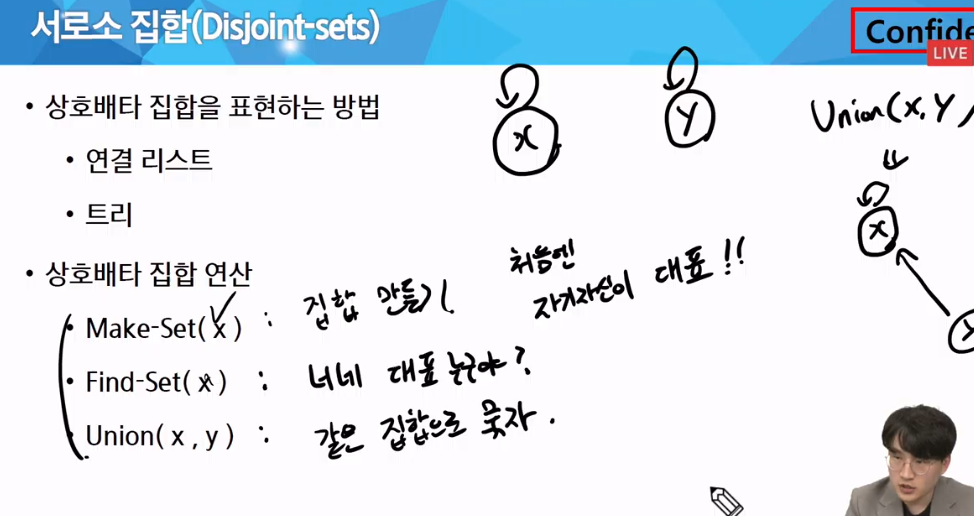 서로소 집합(Disjoint-sets)
Confide
LIVE
• 상호배타 집합을 표현하는 방법
• 연결 리스트
• 트리
x
y
Union(x, y)
x
y
• 상호배타 집합 연산
처음엔
자기자신이 대표!!
• Make-Set( x ) : 집합 만들기.
• Find-Set( x ) : 너네 대표 누구야?
• Union( x , y ) : 같은 집합으로 묶자.